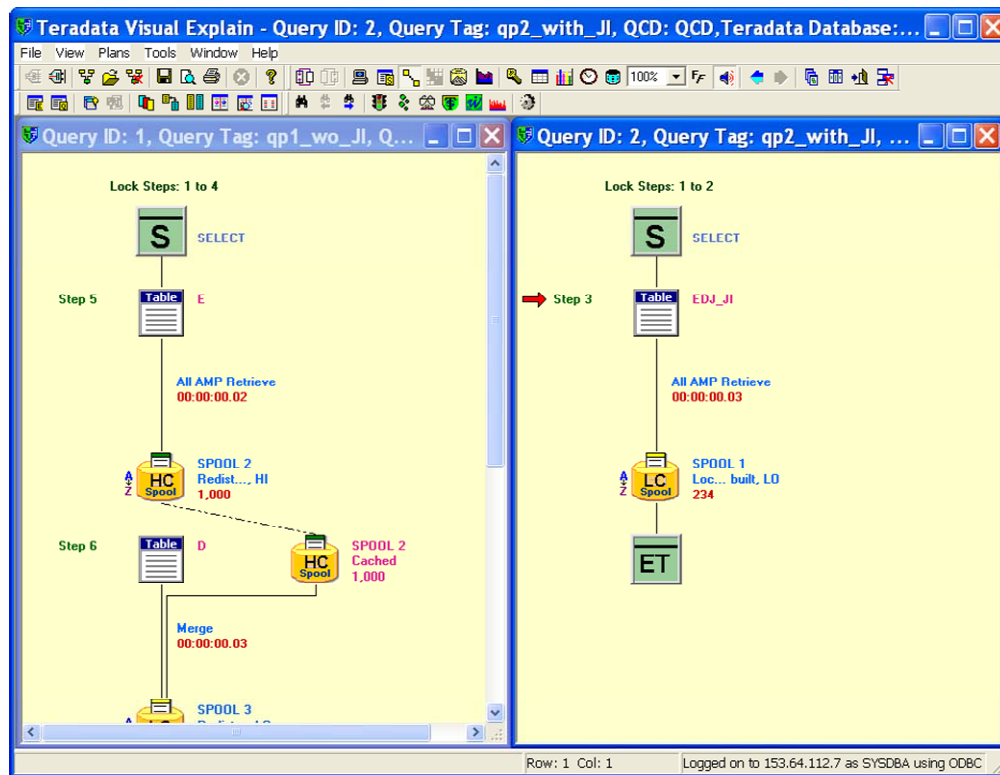 Teradata Visual Explain - Query ID: 2, Query Tag: qp2_with_JI, QCD: QCD,Teradata Database:...
File View Plans Tools Window Help
100%
Query ID: 1, Query Tag: qp1_wo_JI, Q...
Lock Steps: 1 to 4
S
SELECT
Step 5
Table
E
All AMP Retrieve
00:00:00.02
A
Z
HC
Spool
SPOOL 2
Redist..., HI
1,000
Step 6
Table
D
HC
Spool
SPOOL 2
Cached
1,000
Merge
00:00:00.03
SPOOL 3
Query ID: 2, Query Tag: qp2_with_JI, ...
Lock Steps: 1 to 2
S
SELECT
Step 3
Table
EDJ_JI
All AMP Retrieve
00:00:00.03
A
Z
LC
Spool
SPOOL 1
Loc... built, LO
234
ET
Row: 1 Col: 1
Logged on to 153.64.112.7 as SYSDBA using ODBC